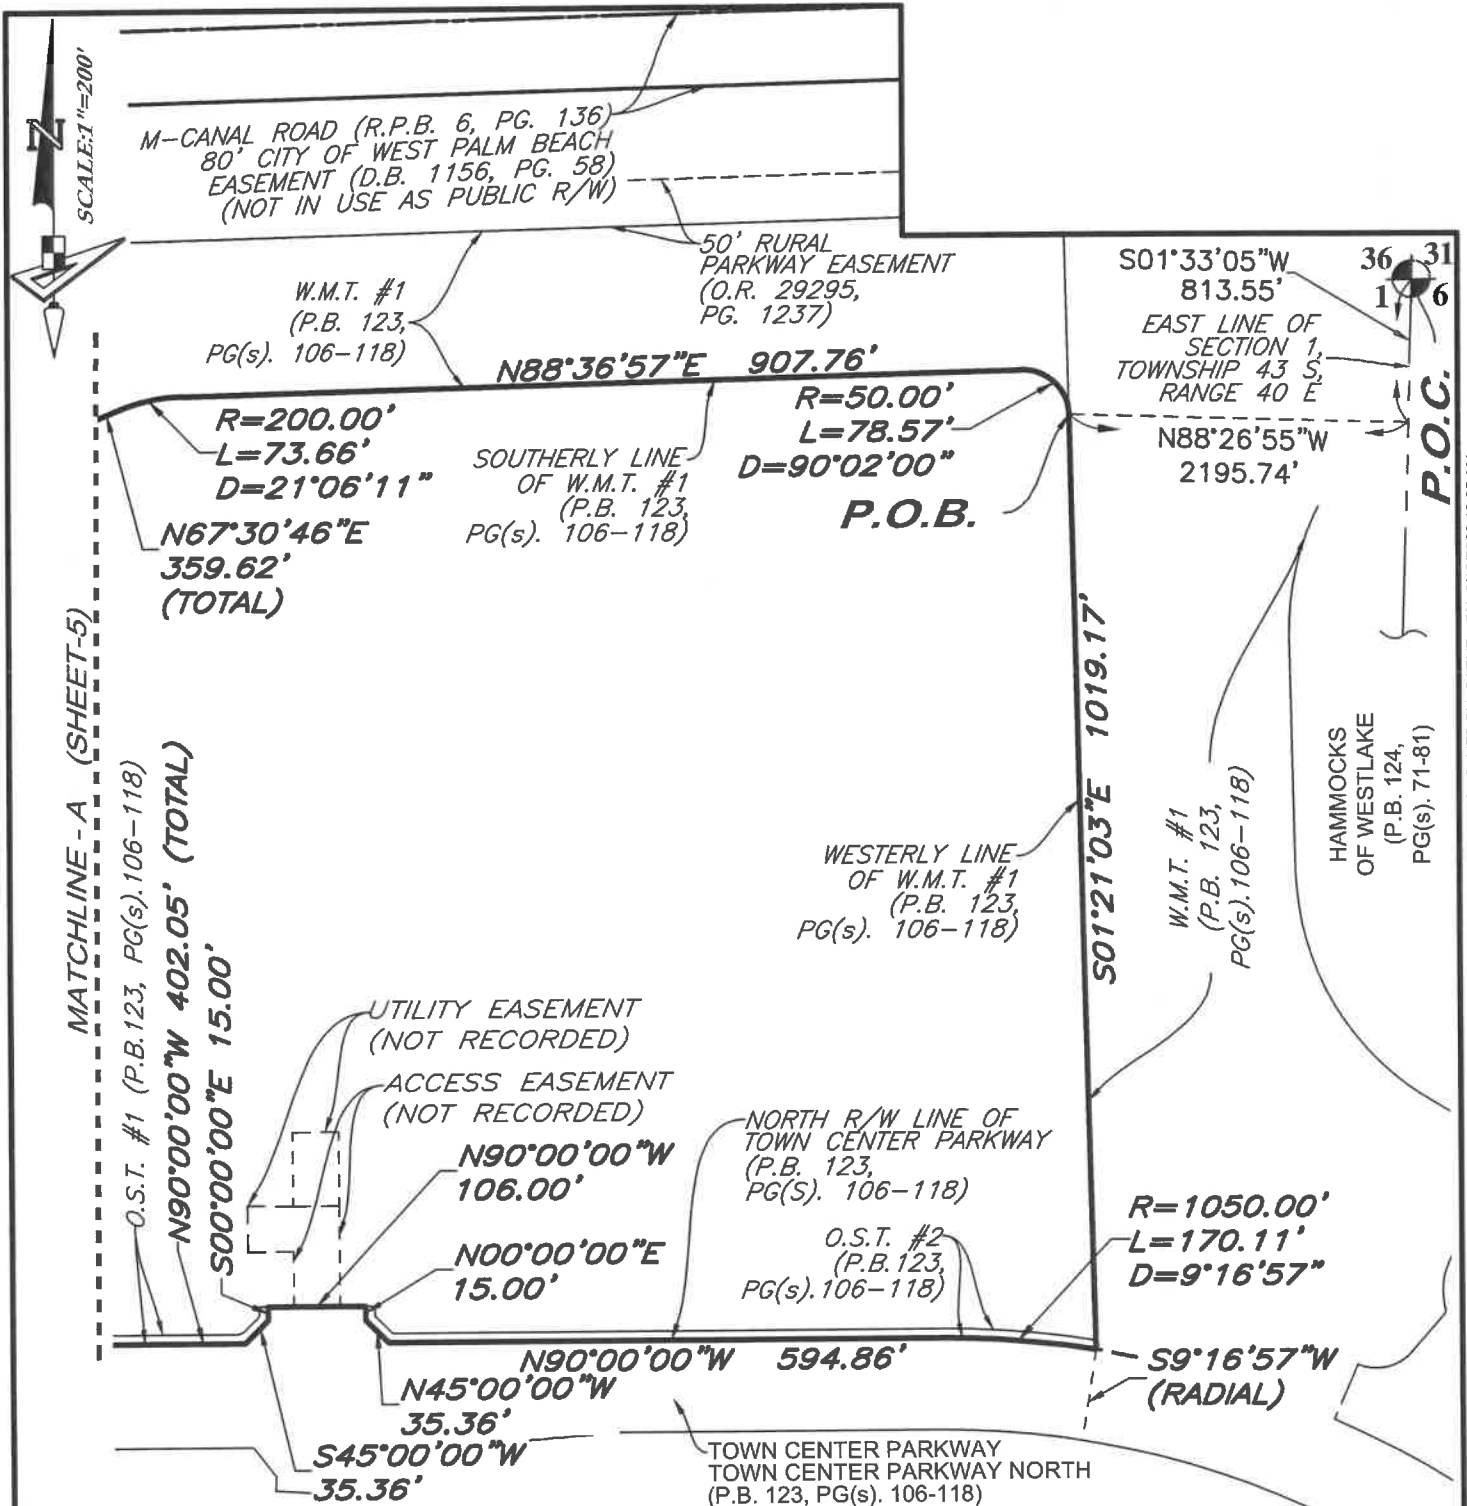 N
SCALE:1"=200'
M-CANAL ROAD (R.P.B. 6, PG. 136)
80' CITY OF WEST PALM BEACH
EASEMENT (D.B. 1156, PG. 58)
(NOT IN USE AS PUBLIC R/W)
50' RURAL
PARKWAY EASEMENT
(O.R. 29295,
PG. 1237)
W.M.T. #1
(P.B. 123,
PG(s). 106-118)
S01°33'05"W
813.55'
36 31
1 6
EAST LINE OF
SECTION 1,
TOWNSHIP 43 S,
RANGE 40 E
P.O.C.
N88°26'55"W
2195.74'
N88°36'57"E 907.76'
R=200.00'
L=73.66'
D=21°06'11"
R=50.00'
L=78.57'
D=90°02'00"
P.O.B.
SOUTHERLY LINE
OF W.M.T. #1
(P.B. 123,
PG(s). 106-118)
N67°30'46"E
359.62'
(TOTAL)
MATCHLINE - A (SHEET-5)
S01°21'03"E 1019.17'
WESTERLY LINE
OF W.M.T. #1
(P.B. 123,
PG(s). 106-118)
W.M.T. #1
(P.B. 123,
PG(s).106-118)
HAMMOCKS
OF WESTLAKE
(P.B. 124,
PG(s). 71-81)
O.S.T. #1 (P.B.123, PG(s).106-118)
N90°00'00"W 402.05' (TOTAL)
S00°00'00"E 15.00'
UTILITY EASEMENT
(NOT RECORDED)
ACCESS EASEMENT
(NOT RECORDED)
N90°00'00"W
106.00'
N00°00'00"E
15.00'
NORTH R/W LINE OF
TOWN CENTER PARKWAY
(P.B. 123,
PG(S). 106-118)
O.S.T. #2
(P.B.123,
PG(s).106-118)
R=1050.00'
L=170.11'
D=9°16'57"
N90°00'00"W 594.86'
S9°16'57"W
(RADIAL)
N45°00'00"W
35.36'
S45°00'00"W
35.36'
TOWN CENTER PARKWAY
TOWN CENTER PARKWAY NORTH
(P.B. 123, PG(s). 106-118)